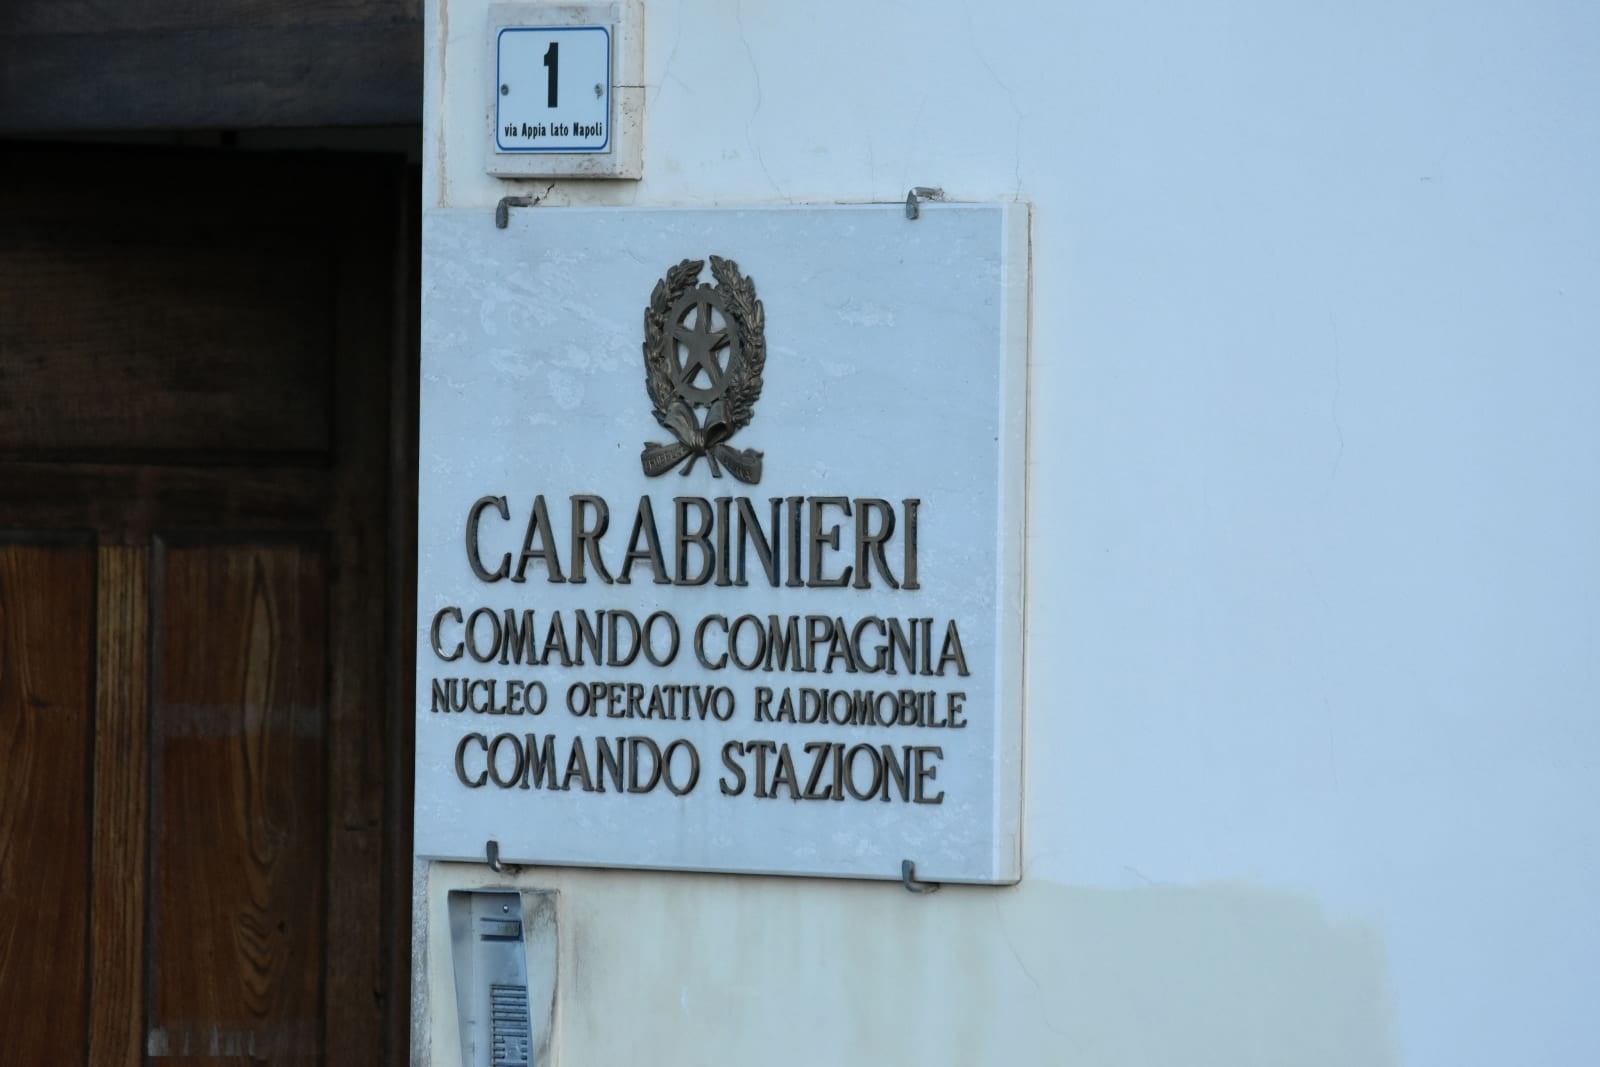 1
via Appia lato Napoli
CARABINIERI
COMANDO COMPAGNIA
NUCLEO OPERATIVO RADIOMOBILE
COMANDO STAZIONE